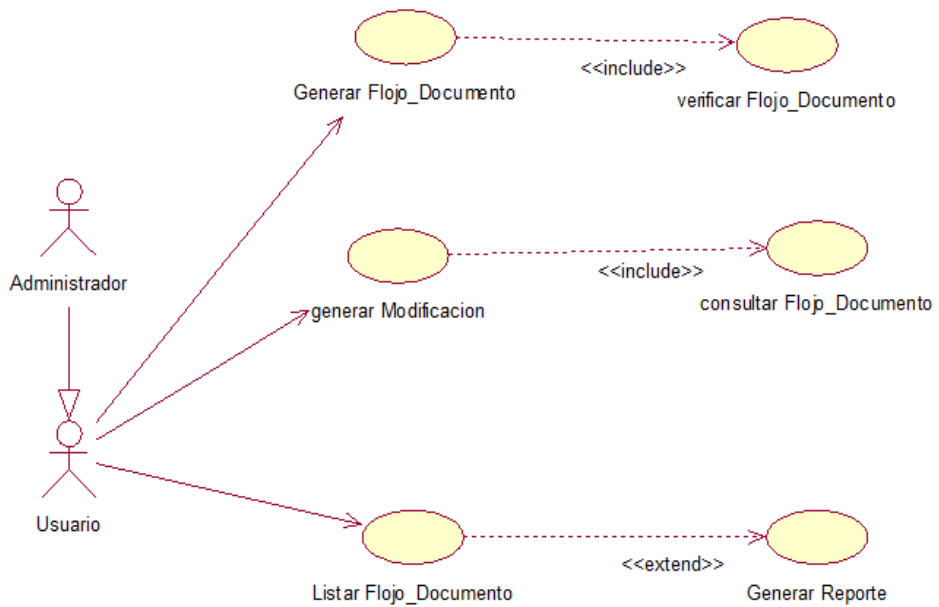 Generar Flojo_Documento
<<include>>
verificar Flojo_Documento
Administrador
generar Modificacion
<<include>>
consultar Flojo_Documento
Usuario
Listar Flojo_Documento
<<extend>>
Generar Reporte